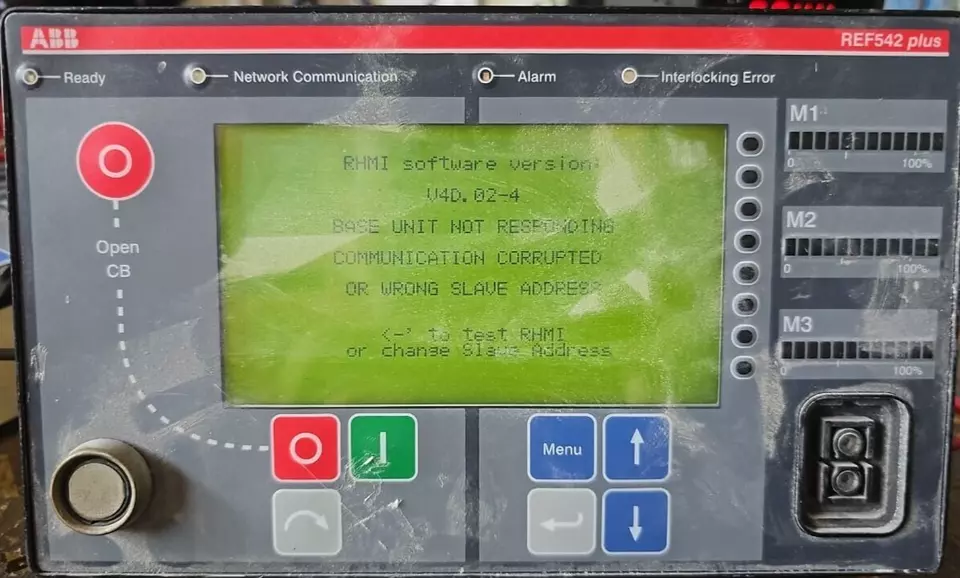 ABB
REF542 plus
Ready
Network Communication
Alarm
Interlocking Error
Open
CB
RHMI software version:
V4D.02-4
BASE UNIT NOT RESPONDING
COMMUNICATION CORRUPTED
OR WRONG SLAVE ADDRESS
<-' to test RHMI
or change Slave Address
M1
0 100%
M2
0 100%
M3
0 100%
Menu